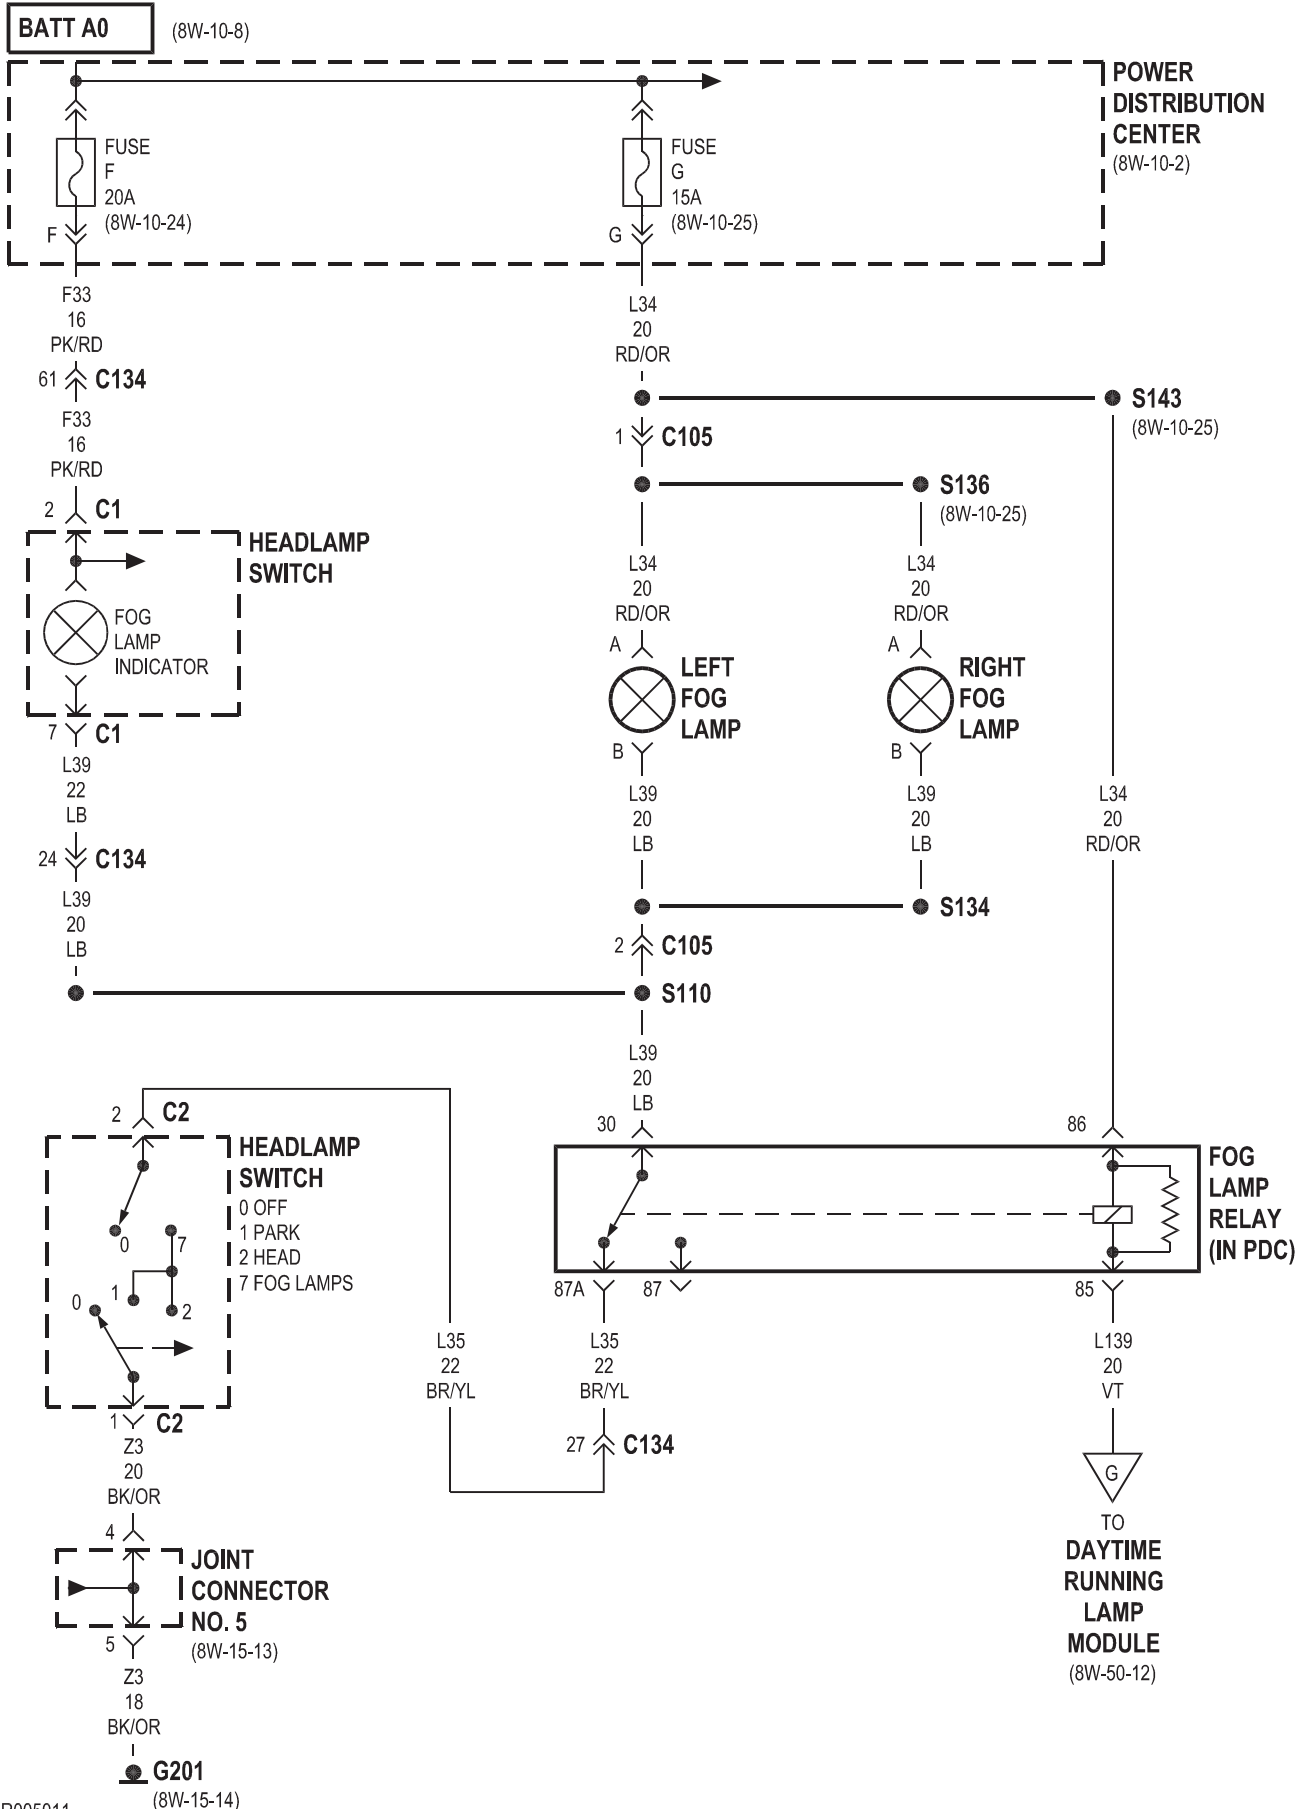 BATT A0
(8W-10-8)
POWER
DISTRIBUTION
CENTER
(8W-10-2)
FUSE
F
20A
(8W-10-24)
F
FUSE
G
15A
(8W-10-25)
G
F33
16
PK/RD
61
C134
F33
16
PK/RD
2
C1
L34
20
RD/OR
S143
(8W-10-25)
1
C105
S136
(8W-10-25)
HEADLAMP
SWITCH
FOG
LAMP
INDICATOR
7
C1
L34
20
RD/OR
A
LEFT
FOG
LAMP
B
L34
20
RD/OR
A
RIGHT
FOG
LAMP
B
L39
22
LB
24
C134
L39
20
LB
L39
20
LB
L39
20
LB
L34
20
RD/OR
S134
2
C105
S110
L39
20
LB
2
C2
30
86
HEADLAMP
SWITCH
0 OFF
1 PARK
2 HEAD
7 FOG LAMPS
0
7
1
0
2
FOG
LAMP
RELAY
(IN PDC)
87A
87
85
L35
22
BR/YL
L35
22
BR/YL
L139
20
VT
1
C2
27
C134
Z3
20
BK/OR
G
TO
DAYTIME
RUNNING
LAMP
MODULE
(8W-50-12)
4
JOINT
CONNECTOR
NO. 5
(8W-15-13)
5
Z3
18
BK/OR
G201
(8W-15-14)